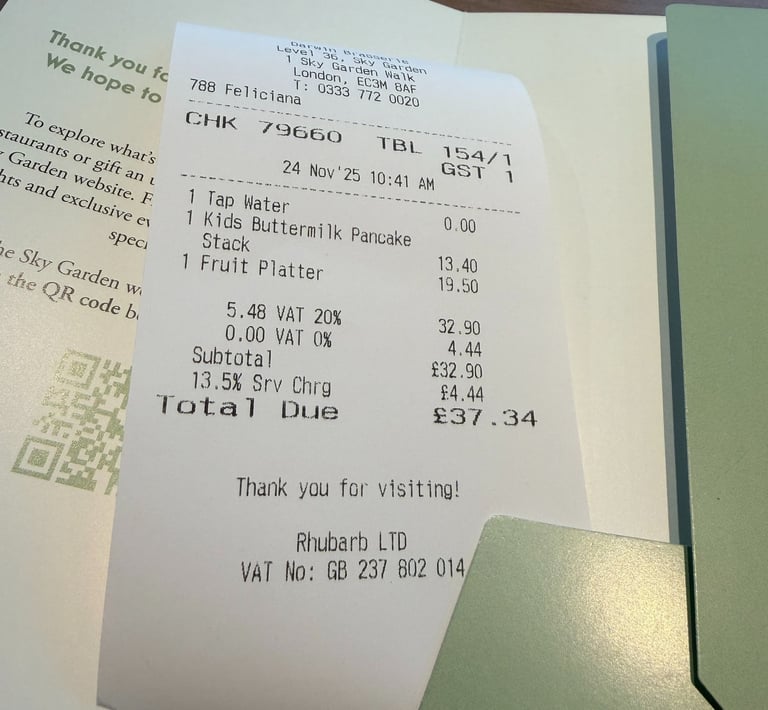 Thank you fo
We hope to
To explore what's
staurants or gift an
Garden website. F
hts and exclusive ev
speci
he Sky Garden w
the QR code b
Darwin Brasserie
Level 36, Sky Garden
1 Sky Garden Walk
London, EC3M 8AF
T: 0333 772 0020
788 Feliciana
CHK 79660 TBL 154/1
GST 1
24 Nov'25 10:41 AM
1 Tap Water 0.00
1 Kids Buttermilk Pancake
Stack 13.40
1 Fruit Platter 19.50
5.48 VAT 20% 32.90
0.00 VAT 0% 4.44
Subtotal £32.90
13.5% Srv Chrg £4.44
Total Due £37.34
Thank you for visiting!
Rhubarb LTD
VAT No: GB 237 802 014